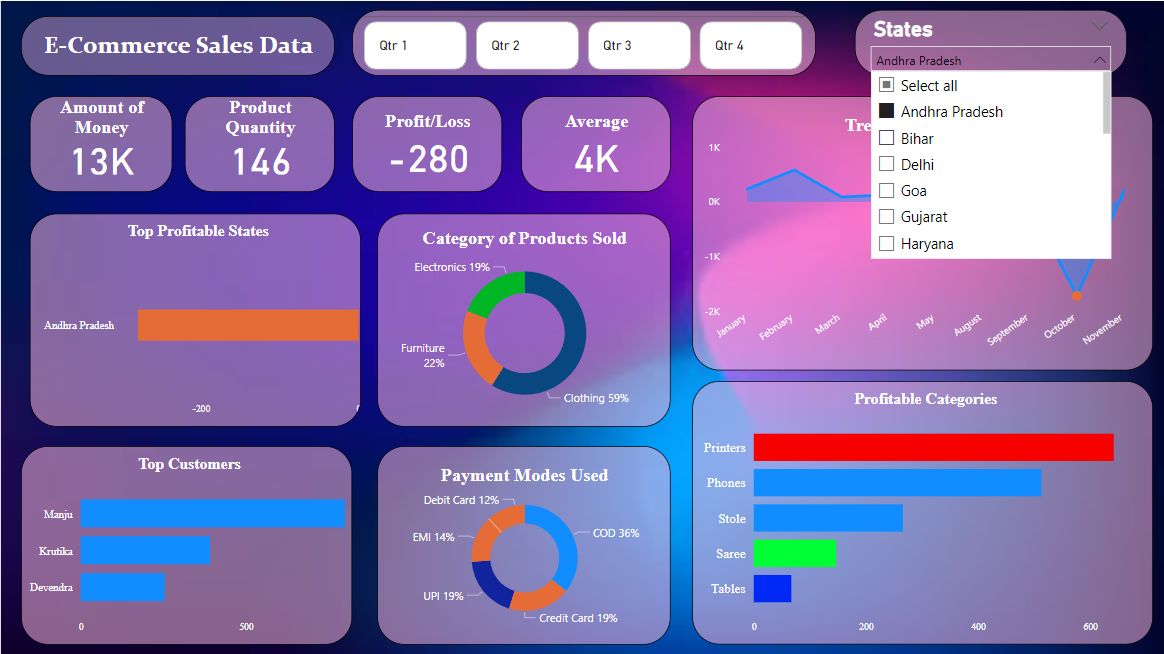 E-Commerce Sales Data
Qtr 1
Qtr 2
Qtr 3
Qtr 4
States
Andhra Pradesh
Select all
Andhra Pradesh
Bihar
Delhi
Goa
Gujarat
Haryana
Amount of
Money
13K
Product
Quantity
146
Profit/Loss
-280
Average
4K
1K
0K
-1K
-2K
January
February
March
April
May
August
September
October
November
Top Profitable States
Andhra Pradesh
-200
Category of Products Sold
Electronics 19%
Furniture
22%
Clothing 59%
Top Customers
Manju
Krutika
Devendra
0
500
Payment Modes Used
Debit Card 12%
EMI 14%
UPI 19%
COD 36%
Credit Card 19%
Profitable Categories
Printers
Phones
Stole
Saree
Tables
0
200
400
600